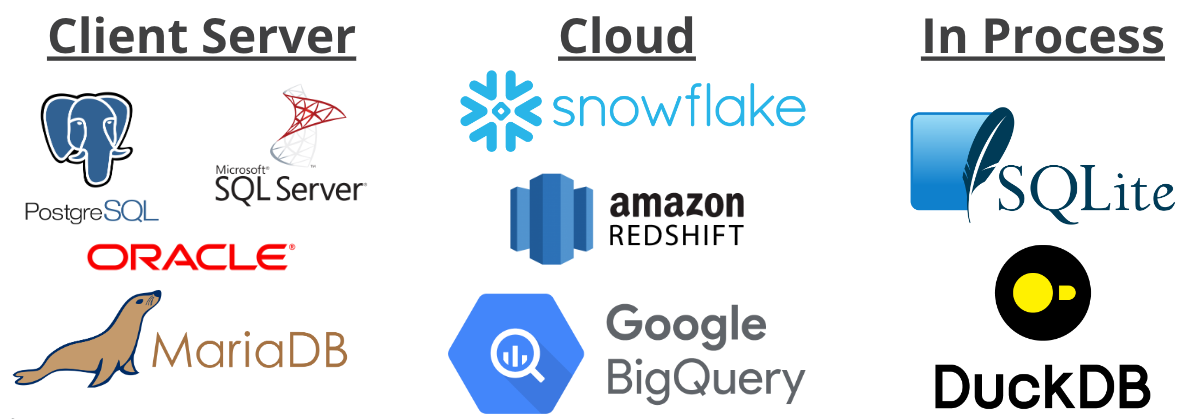 Client Server
PostgreSQL
Microsoft®
SQL Server®
ORACLE®
MariaDB
Cloud
snowflake
amazon
REDSHIFT
Google
BigQuery
In Process
SQLite
DuckDB